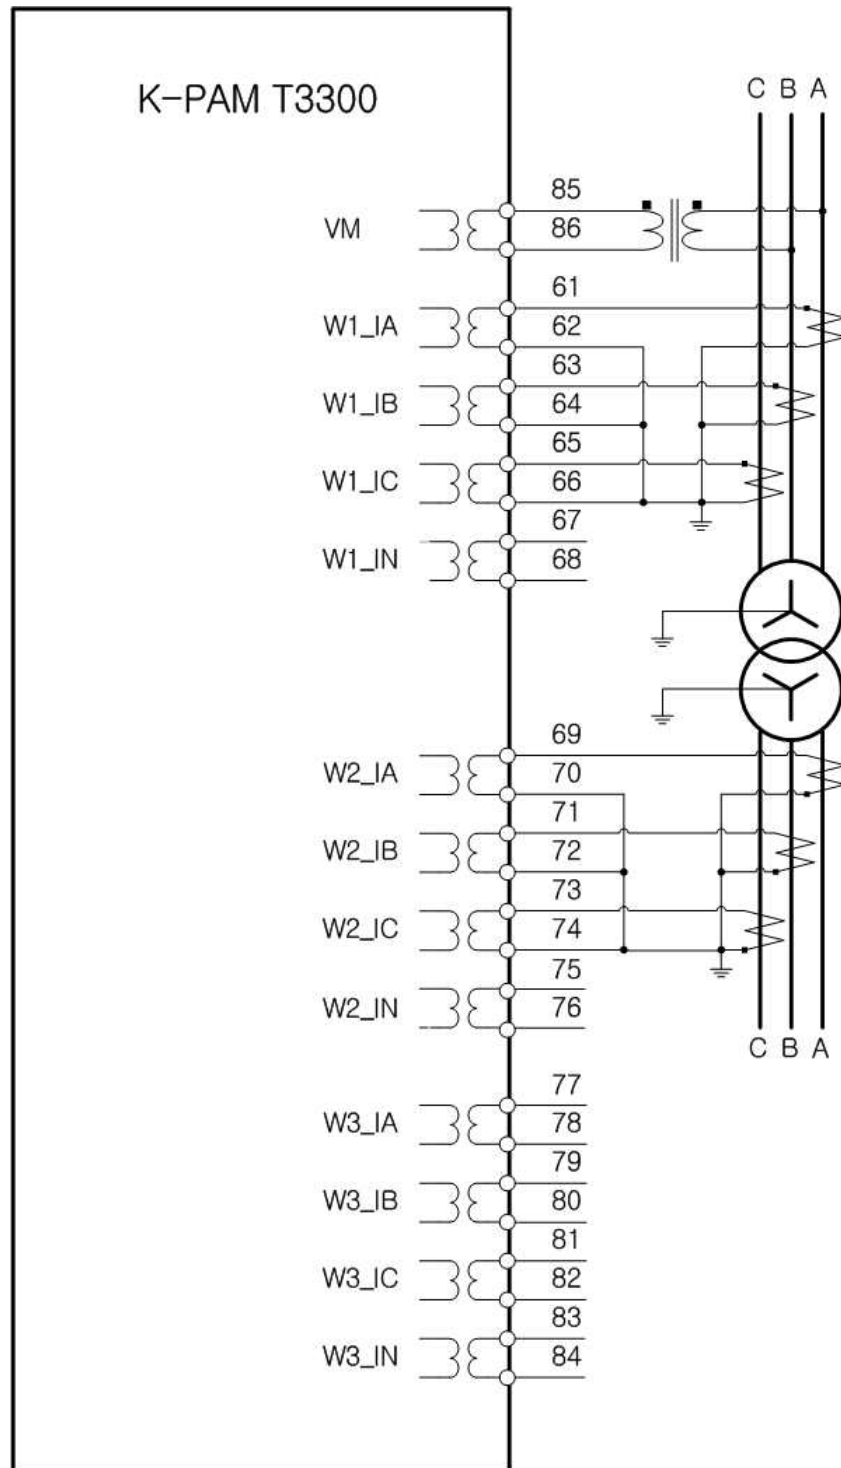 K-PAM T3300
C B A
85
VM 86
61
W1_IA 62
63
W1_IB 64
65
W1_IC 66
67
W1_IN 68
69
W2_IA 70
71
W2_IB 72
73
W2_IC 74
75
W2_IN 76
C B A
77
W3_IA 78
79
W3_IB 80
81
W3_IC 82
83
W3_IN 84